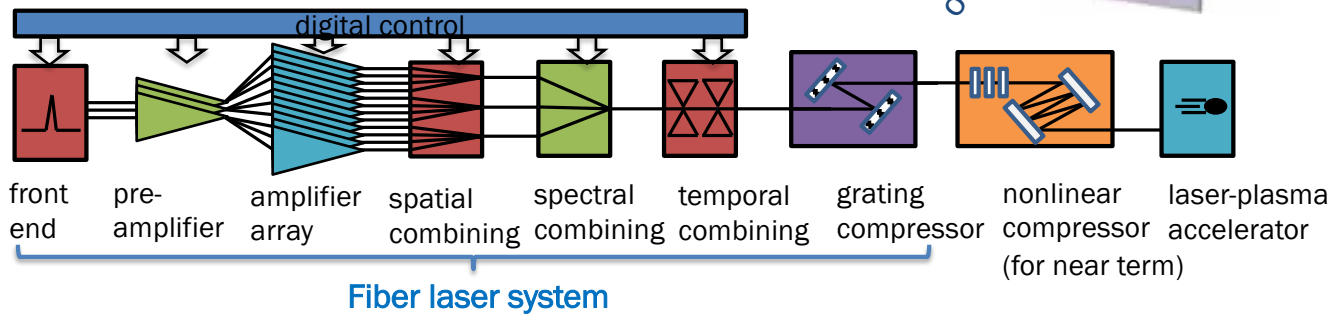 digital control
front
end
pre-
amplifier
amplifier
array
spatial
combining
spectral
combining
temporal
combining
grating
compressor
nonlinear
compressor
(for near term)
laser-plasma
accelerator
Fiber laser system